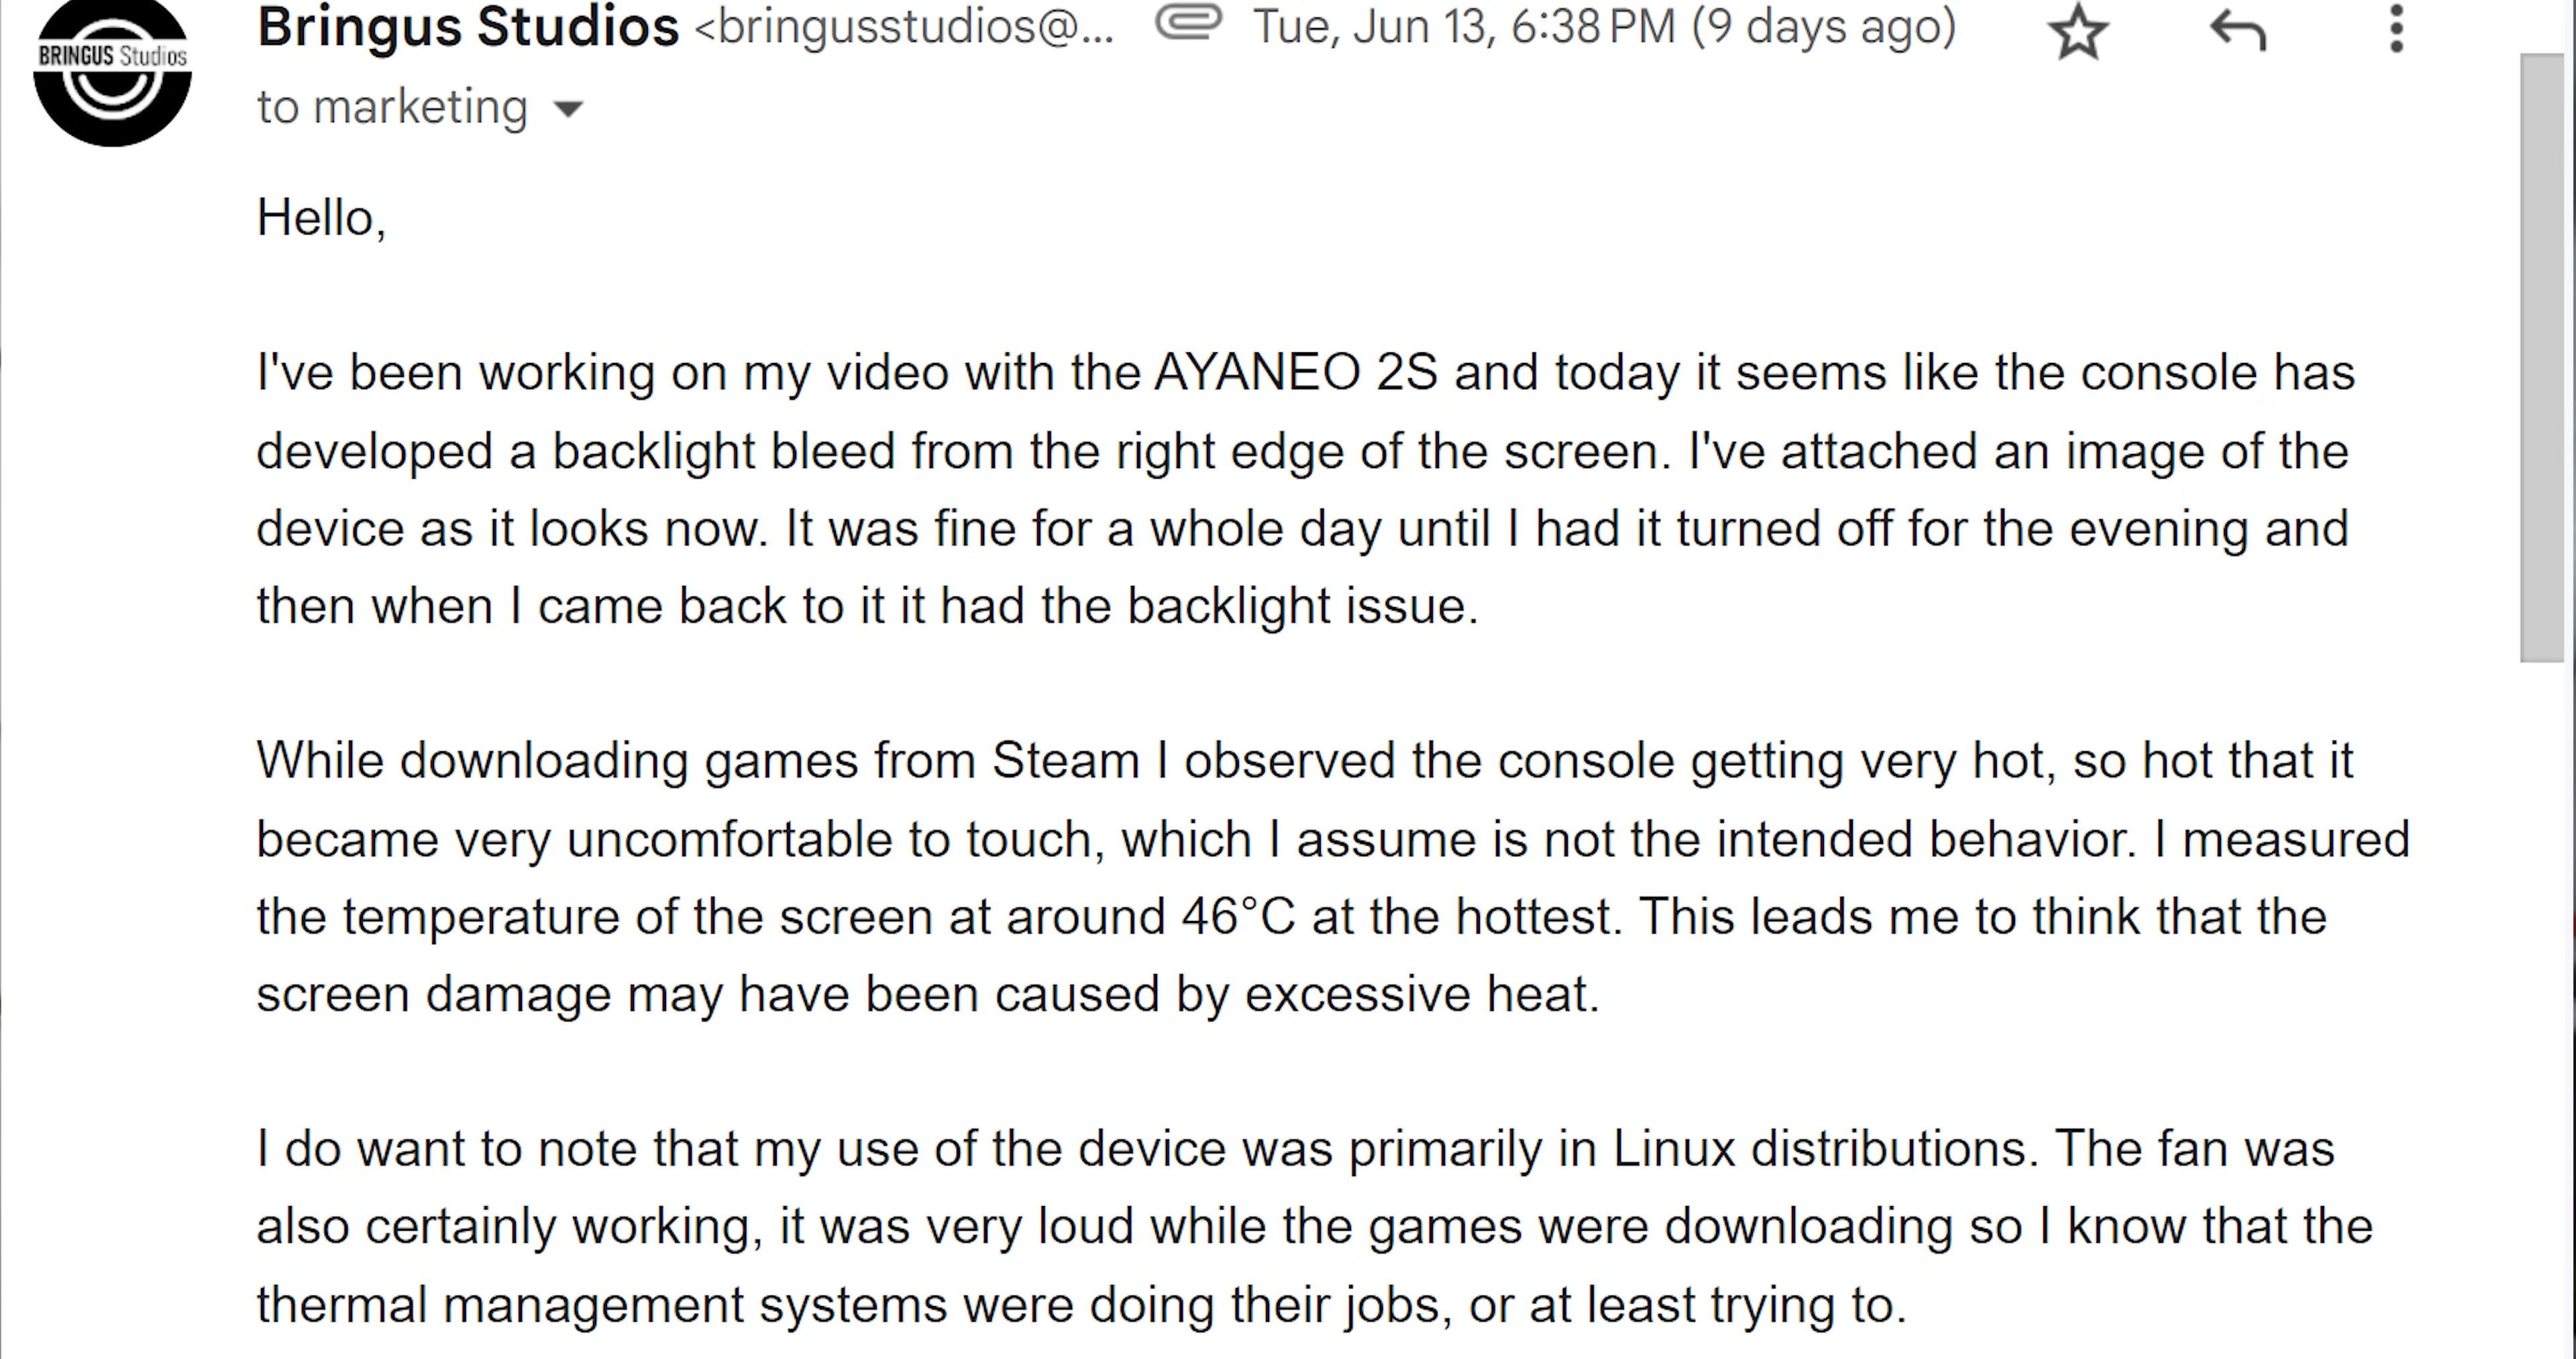 BRINGUS Studios
Bringus Studios <bringusstudios@... Tue, Jun 13, 6:38 PM (9 days ago)
to marketing
Hello,
I've been working on my video with the AYANEO 2S and today it seems like the console has
developed a backlight bleed from the right edge of the screen. I've attached an image of the
device as it looks now. It was fine for a whole day until I had it turned off for the evening and
then when I came back to it it had the backlight issue.
While downloading games from Steam I observed the console getting very hot, so hot that it
became very uncomfortable to touch, which I assume is not the intended behavior. I measured
the temperature of the screen at around 46°C at the hottest. This leads me to think that the
screen damage may have been caused by excessive heat.
I do want to note that my use of the device was primarily in Linux distributions. The fan was
also certainly working, it was very loud while the games were downloading so I know that the
thermal management systems were doing their jobs, or at least trying to.